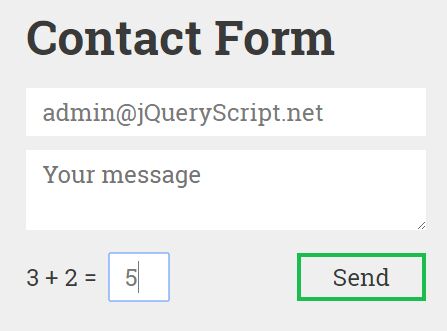 Contact Form
admin@jQueryScript.net
Your message
3 + 2 = 5
Send